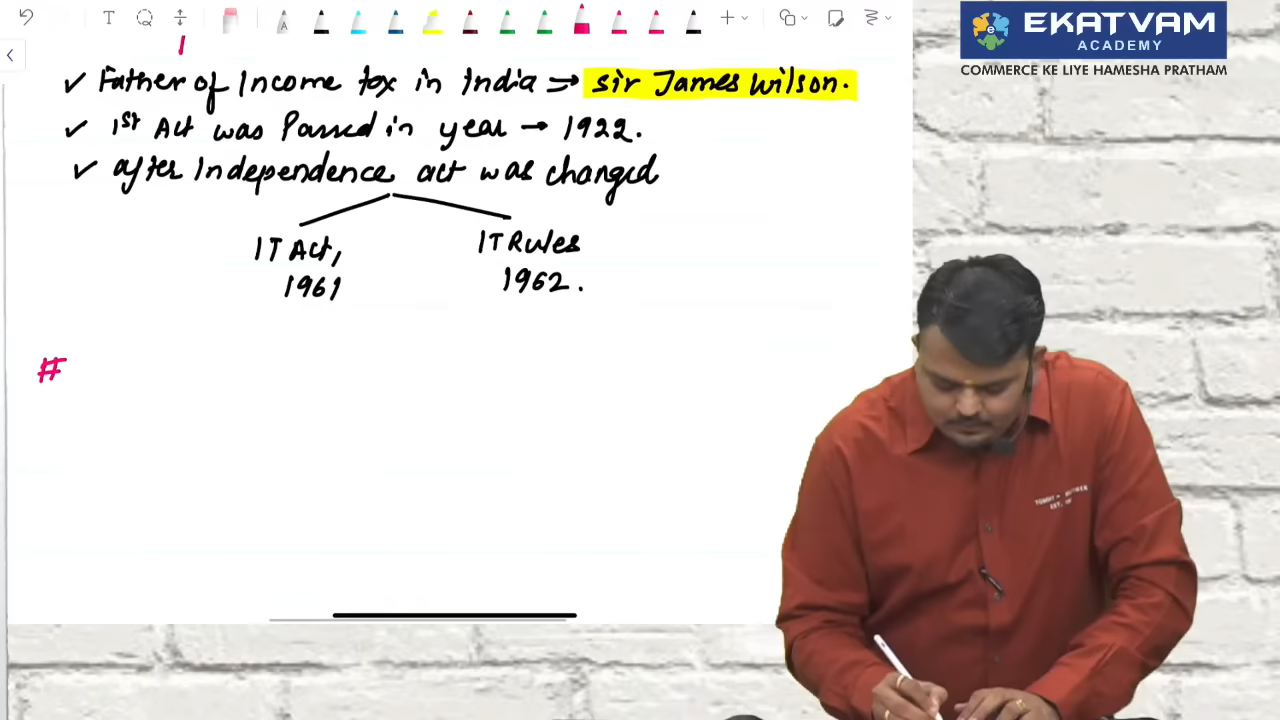 EKATVAM
ACADEMY
COMMERCE KE LIYE HAMESHA PRATHAM
✓ Father of Income tax in India ⇒ sir James Wilson.
✓ 1st Act was Passed in year → 1922.
✓ after Independence act was changed
IT Act, IT Rules
1961 1962.
#